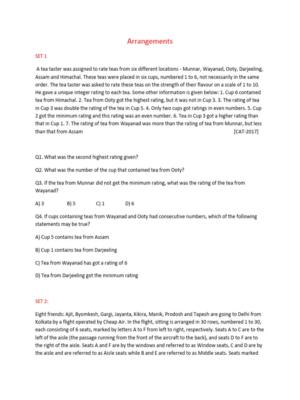 Arrangements
SET 1
A tea taster was assigned to rate teas from six different locations - Munnar, Wayanad, Ooty, Darjeeling,
Assam and Himachal. These teas were placed in six cups, numbered 1 to 6, not necessarily in the same
order. The tea taster was asked to rate these teas on the strength of their flavour on a scale of 1 to 10.
He gave a unique integer rating to each tea. Some other information is given below: 1. Cup 6 contained
tea from Himachal. 2. Tea from Ooty got the highest rating, but it was not in Cup 3. 3. The rating of tea
in Cup 3 was double the rating of the tea in Cup 5. 4. Only two cups got ratings in even numbers. 5. Cup
2 got the minimum rating and this rating was an even number. 6. Tea in Cup 3 got a higher rating than
that in Cup 1. 7. The rating of tea from Wayanad was more than the rating of tea from Munnar, but less
than that from Assam [CAT-2017]
Q1. What was the second highest rating given?
Q2. What was the number of the cup that contained tea from Ooty?
Q3. If the tea from Munnar did not get the minimum rating, what was the rating of the tea from
Wayanad?
A) 3 B) 5 C) 1 D) 6
Q4. If cups containing teas from Wayanad and Ooty had consecutive numbers, which of the following
statements may be true?
A) Cup 5 contains tea from Assam
B) Cup 1 contains tea from Darjeeling
C) Tea from Wayanad has got a rating of 6
D) Tea from Darjeeling got the minimum rating
SET 2:
Eight friends: Ajit, Byomkesh, Gargi, Jayanta, Kikira, Manik, Prodosh and Tapesh are going to Delhi from
Kolkata by a flight operated by Cheap Air. In the flight, sitting is arranged in 30 rows, numbered 1 to 30,
each consisting of 6 seats, marked by letters A to F from left to right, respectively. Seats A to C are to the
left of the aisle (the passage running from the front of the aircraft to the back), and seats D to F are to
the right of the aisle. Seats A and F are by the windows and referred to as Window seats, C and D are by
the aisle and are referred to as Aisle seats while B and E are referred to as Middle seats. Seats marked